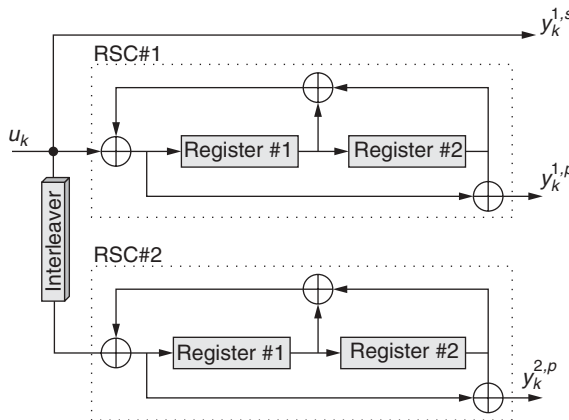 y_k^{1,s}
RSC#1
u_k
Register #1
Register #2
y_k^{1,p}
Interleaver
RSC#2
Register #1
Register #2
y_k^{2,p}